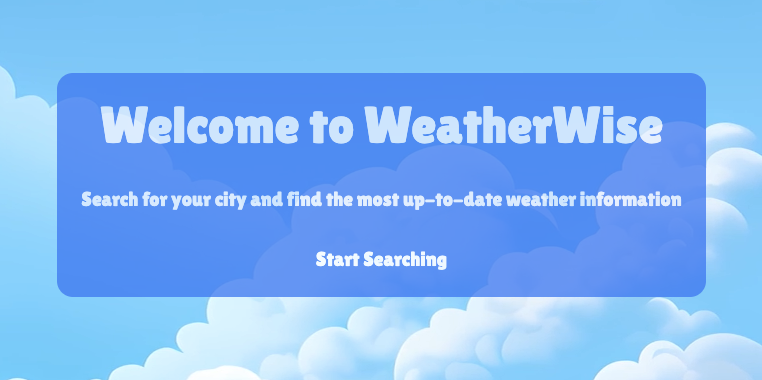 Welcome to WeatherWise
Search for your city and find the most up-to-date weather information
Start Searching